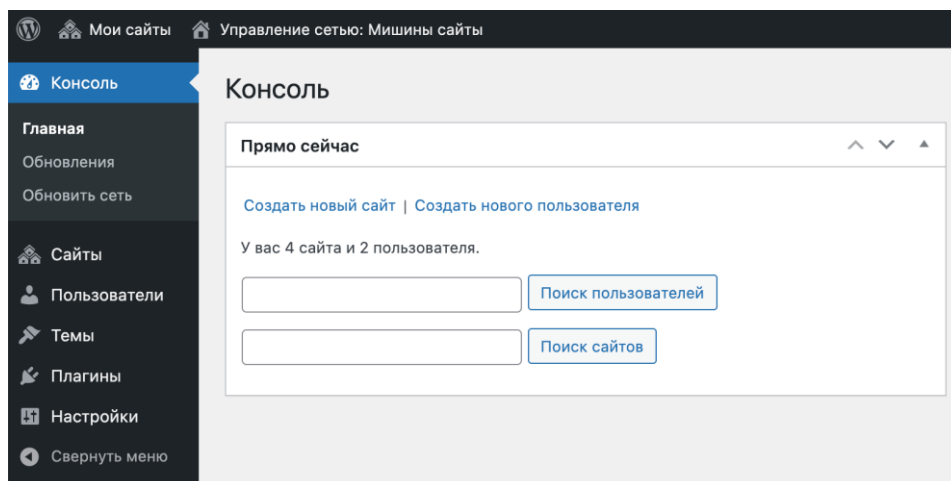 Мои сайты Управление сетью: Мишины сайты
Консоль
Главная
Обновления
Обновить сеть
Сайты
Пользователи
Темы
Плагины
Настройки
Свернуть меню
Консоль
Прямо сейчас
Создать новый сайт | Создать нового пользователя
У вас 4 сайта и 2 пользователя.
Поиск пользователей
Поиск сайтов